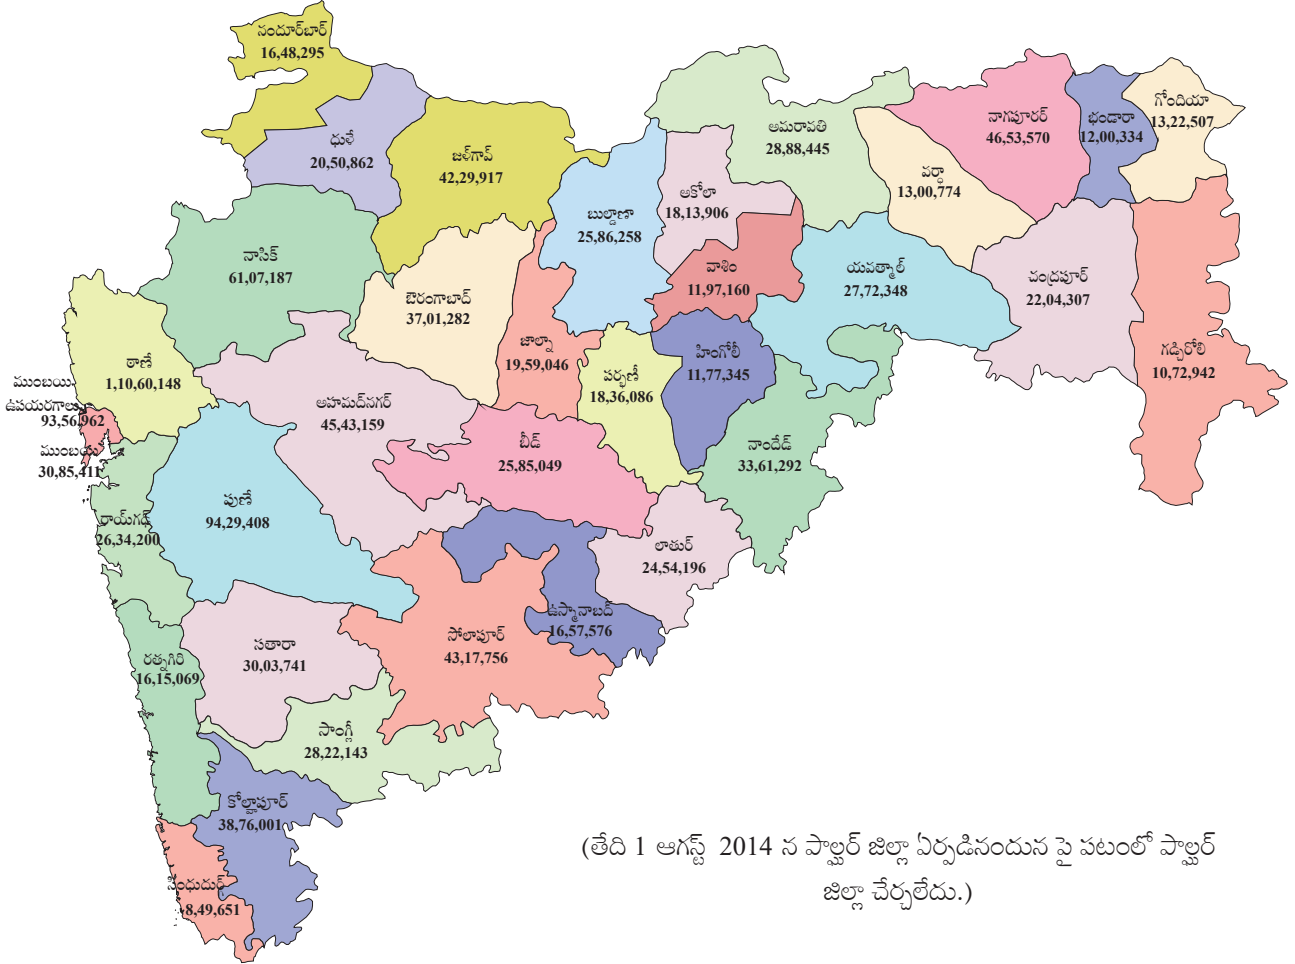 నందూర్‌బార్
16,48,295
ధుళే
20,50,862
జళ్‌గావ్
42,29,917
బుల్డాణా
25,86,258
అకోలా
18,13,906
అమరావతి
28,88,445
వర్ధా
13,00,774
నాగపూరర్
46,53,570
భండారా
12,00,334
గోందియా
13,22,507
నాసిక్
61,07,187
ఔరంగాబాద్
37,01,282
జాల్నా
19,59,046
వాశిం
11,97,160
యవత్మాల్
27,72,348
చంద్రపూర్
22,04,307
గడ్చిరోలి
10,72,942
ఠాణే
1,10,60,148
ముంబయి
ఉపయరగాలు
93,56,962
ముంబయి
30,85,411
అహమద్‌నగర్
45,43,159
పర్భణీ
18,36,086
హింగోలీ
11,77,345
నాందేడ్
33,61,292
బీడ్
25,85,049
పుణే
94,29,408
రాయ్‌గఢ్
26,34,200
లాతుర్
24,54,196
ఉస్మానాబద్
16,57,576
సోలాపూర్
43,17,756
సతారా
30,03,741
రత్నగిరి
16,15,069
సాంగ్లీ
28,22,143
కోల్హాపూర్
38,76,001
సింధుదుర్గ్
8,49,651
(తేది 1 ఆగస్ట్ 2014 న పాల్ఘర్ జిల్లా ఏర్పడినందున పై పటంలో పాల్ఘర్
జిల్లా చేర్చలేదు.)